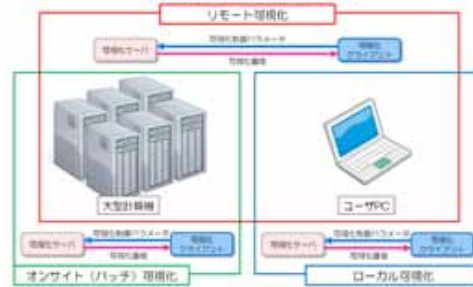 リモート可視化
可視化制御パラメータ
可視化サーバ
可視化
クライアント
可視化画像
大型計算機
ユーザPC
可視化制御パラメータ
可視化サーバ
可視化
クライアント
可視化画像
可視化制御パラメータ
可視化サーバ
可視化
クライアント
可視化画像
オンサイト（バッチ）可視化
ローカル可視化